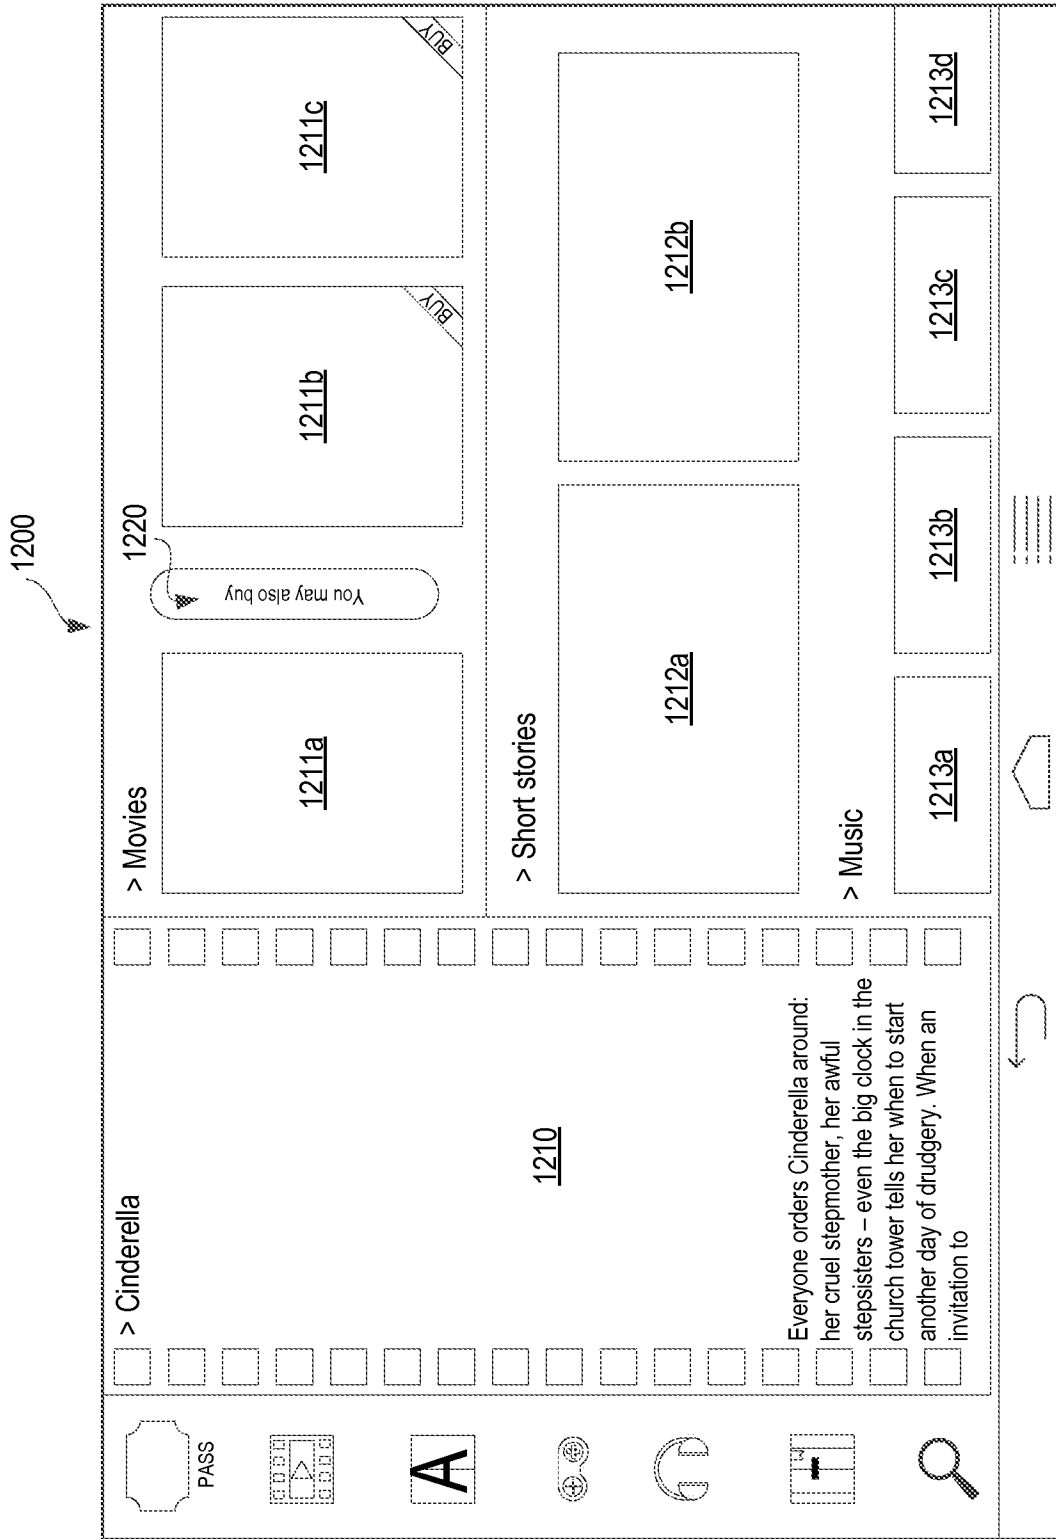 1200
PASS
A
> Cinderella
1210
Everyone orders Cinderella around:
her cruel stepmother, her awful
stepsisters – even the big clock in the
church tower tells her when to start
another day of drudgery. When an
invitation to
> Movies
1211a
1220
You may also buy
1211b
BUY
1211c
BUY
> Short stories
1212a
1212b
> Music
1213a
1213b
1213c
1213d